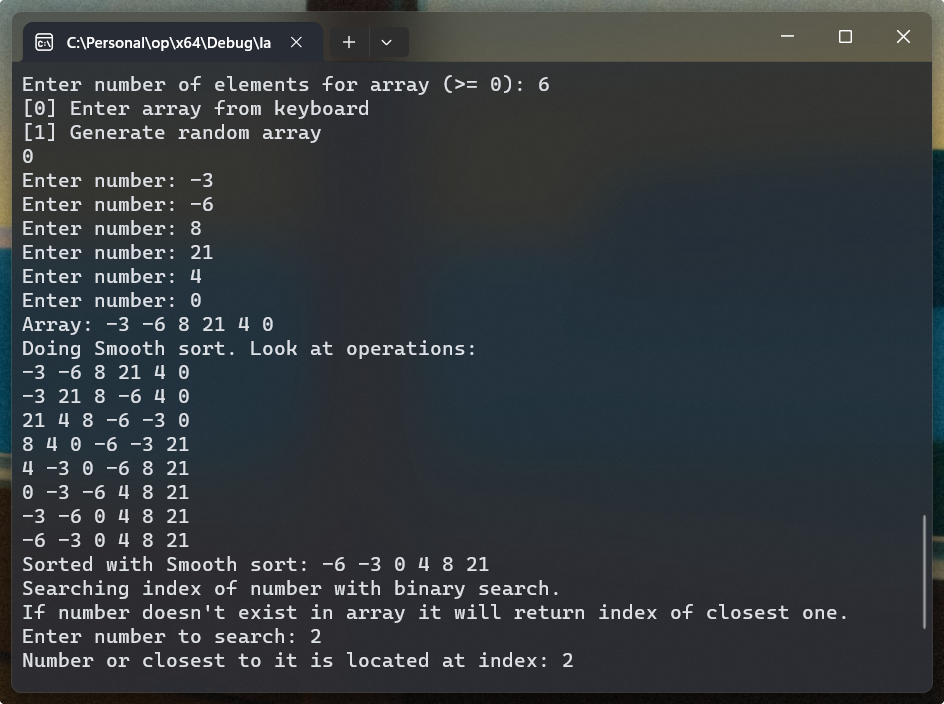 C:\Personal\op\x64\Debug\la
Enter number of elements for array (>= 0): 6
[0] Enter array from keyboard
[1] Generate random array
0
Enter number: -3
Enter number: -6
Enter number: 8
Enter number: 21
Enter number: 4
Enter number: 0
Array: -3 -6 8 21 4 0
Doing Smooth sort. Look at operations:
-3 -6 8 21 4 0
-3 21 8 -6 4 0
21 4 8 -6 -3 0
8 4 0 -6 -3 21
4 -3 0 -6 8 21
0 -3 -6 4 8 21
-3 -6 0 4 8 21
-6 -3 0 4 8 21
Sorted with Smooth sort: -6 -3 0 4 8 21
Searching index of number with binary search.
If number doesn't exist in array it will return index of closest one.
Enter number to search: 2
Number or closest to it is located at index: 2